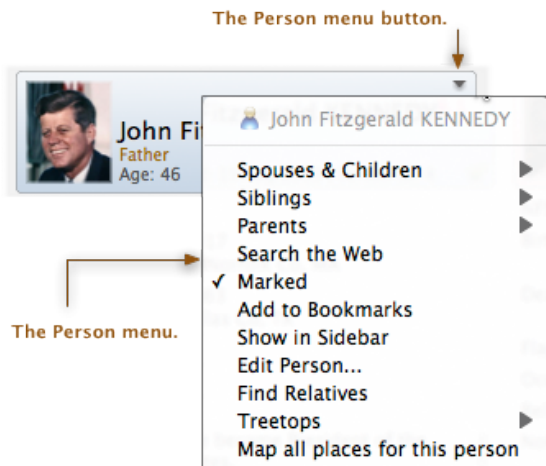 The Person menu button.
John Fi
Father
Age: 46
John Fitzgerald KENNEDY
Spouses & Children
Siblings
Parents
Search the Web
✓ Marked
Add to Bookmarks
Show in Sidebar
Edit Person...
Find Relatives
Treetops
Map all places for this person
The Person menu.